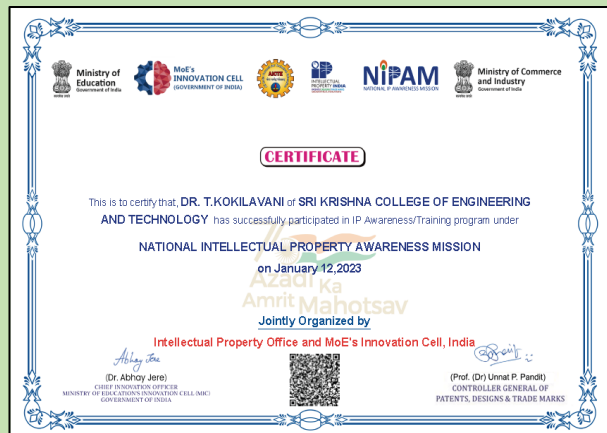 Ministry of
Education
Government of India
MoE's
INNOVATION CELL
(GOVERNMENT OF INDIA)
AICTE
INTELLECTUAL
PROPERTY INDIA
NiPAM
NATIONAL IP AWARENESS MISSION
Ministry of Commerce
and Industry
Government of India
CERTIFICATE
This is to certify that, DR. T.KOKILAVANI of SRI KRISHNA COLLEGE OF ENGINEERING
AND TECHNOLOGY has successfully participated in IP Awareness/Training program under
NATIONAL INTELLECTUAL PROPERTY AWARENESS MISSION
on January 12,2023
Azadi Ka
Amrit Mahotsav
Jointly Organized by
Intellectual Property Office and MoE's Innovation Cell, India
Abhay Jere
(Dr. Abhay Jere)
CHIEF INNOVATION OFFICER
MINISTRY OF EDUCATION'S INNOVATION CELL (MIC)
GOVERNMENT OF INDIA
(Prof. (Dr) Unnat P. Pandit)
CONTROLLER GENERAL OF
PATENTS, DESIGNS & TRADE MARKS